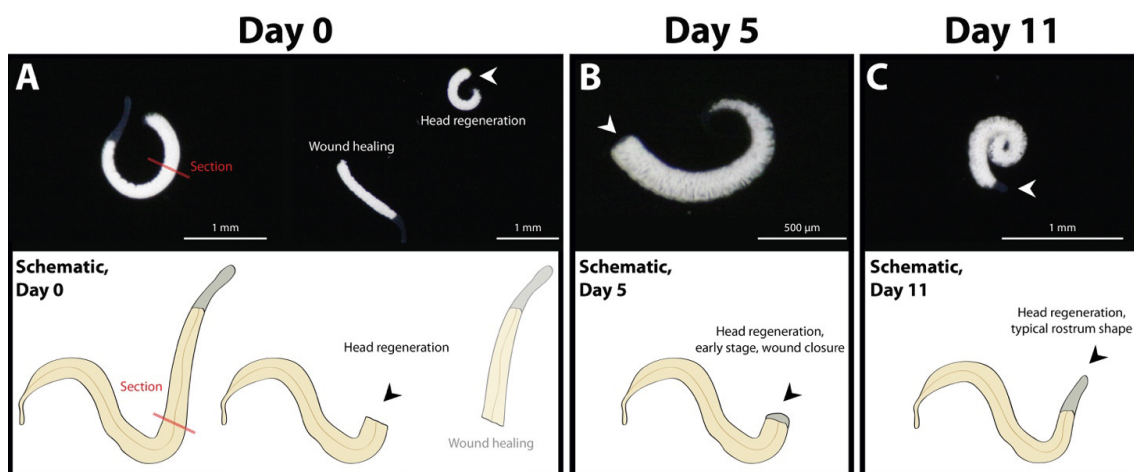 Day 0
Day 5
Day 11
A
Section
1 mm
Wound healing
Head regeneration
1 mm
B
500 µm
C
1 mm
Schematic,
Day 0
Section
Head regeneration
Wound healing
Schematic,
Day 5
Head regeneration,
early stage, wound closure
Schematic,
Day 11
Head regeneration,
typical rostrum shape